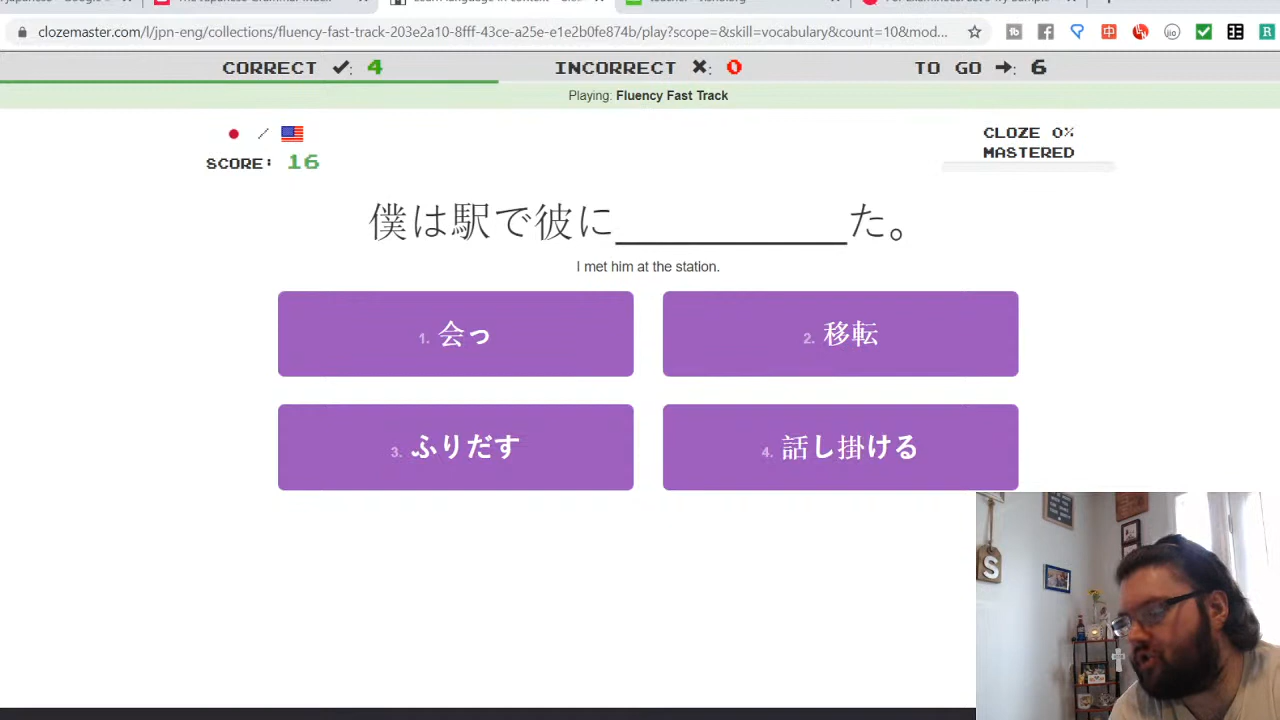 clozemaster.com/l/jpn-eng/collections/fluency-fast-track-2032a10-8fff-43ce-a25e-e1e2b0fe874b/play?scope=&skill=vocabulary&count=10&mod...
CORRECT ✔: 4
INCORRECT ✖: 0
TO GO ➔: 6
Playing: Fluency Fast Track
SCORE: 16
CLOZE 0%
MASTERED
僕は駅で彼に__________た。
I met him at the station.
1. 会っ
2. 移転
3. ふりだす
4. 話し掛ける
S